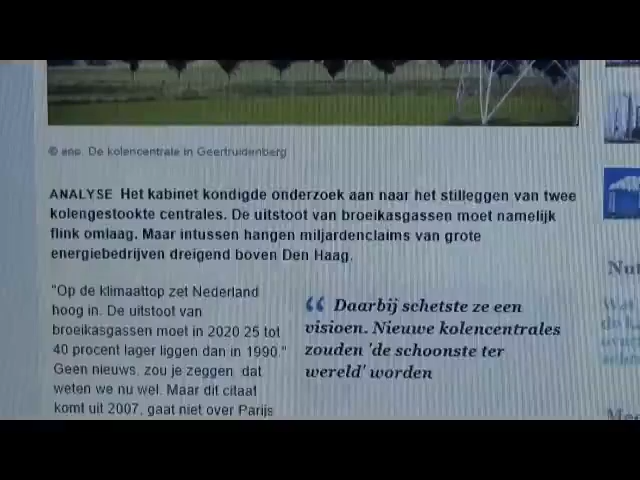 © anp. De kolencentrale in Geertruidenberg
ANALYSE Het kabinet kondigde onderzoek aan naar het stilleggen van twee
kolengestookte centrales. De uitstoot van broeikasgassen moet namelijk
flink omlaag. Maar intussen hangen miljardenclaims van grote
energiebedrijven dreigend boven Den Haag.
"Op de klimaattop zet Nederland
hoog in. De uitstoot van
broeikasgassen moet in 2020 25 tot
40 procent lager liggen dan in 1990."
Geen nieuws, zou je zeggen, dat
weten we nu wel. Maar dit citaat
komt uit 2007, gaat niet over Parijs
“ Daarbij schetste ze een
visioen. Nieuwe kolencentrales
zouden 'de schoonste ter
wereld' worden